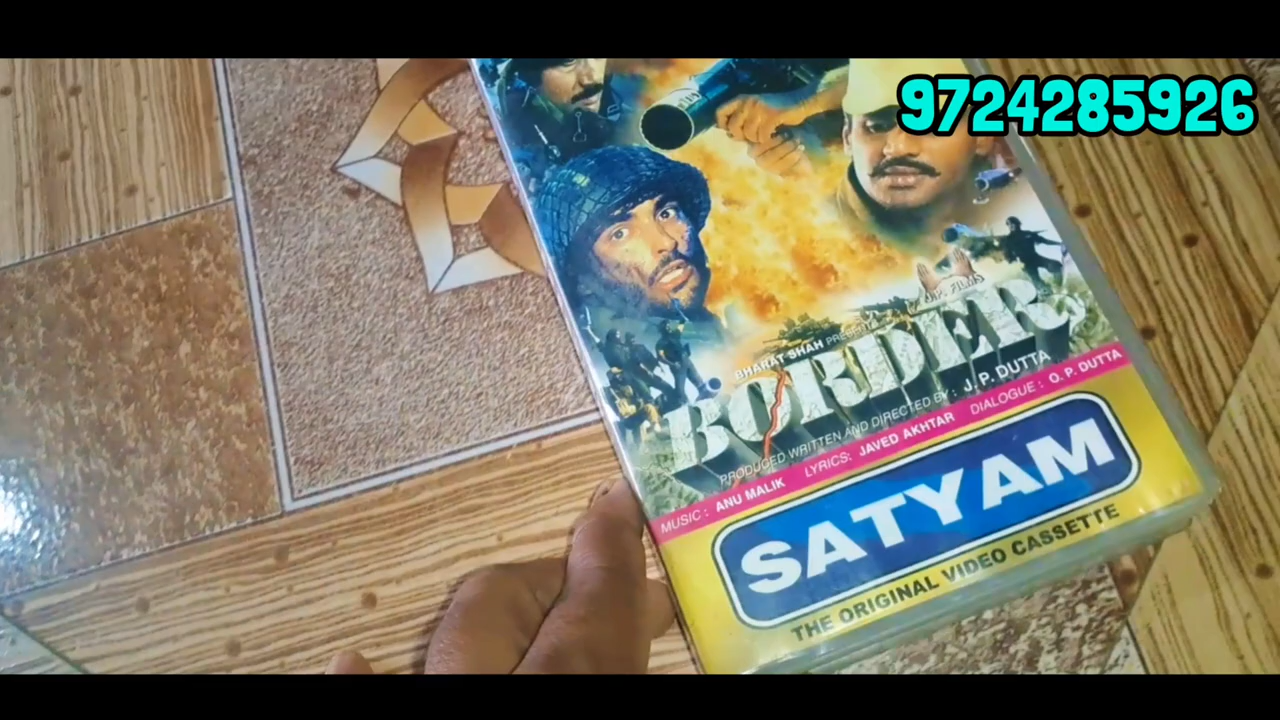 9724285926
J.P. FILMS
BHARAT SHAH PRESENTS
BORDER
PRODUCED WRITTEN AND DIRECTED BY : J. P. DUTTA
MUSIC : ANU MALIK LYRICS: JAVED AKHTAR DIALOGUE : O. P. DUTTA
SATYAM
THE ORIGINAL VIDEO CASSETTE